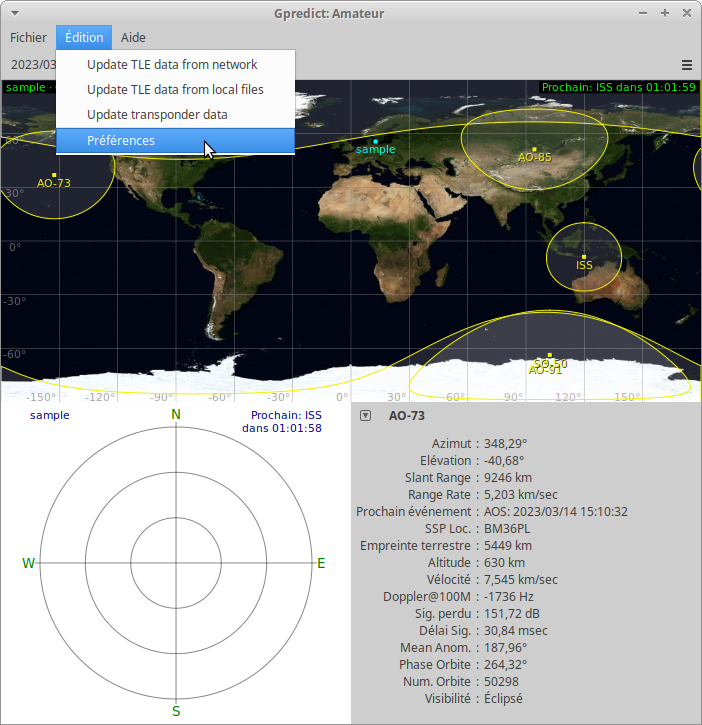 Gpredict: Amateur
Fichier Édition Aide
2023/03
Update TLE data from network
Update TLE data from local files
Update transponder data
Préférences
sample
Prochain: ISS dans 01:01:59
sample
AO-85
AO-73
30°
0°
ISS
-30°
-60°
SO-50
AO-91
-150° -120° -90° -60° -30° 0° 30° 60° 90° 120° 150°
sample
Prochain: ISS
dans 01:01:58
N
W
E
S
AO-73
Azimut : 348,29°
Elévation : -40,68°
Slant Range : 9246 km
Range Rate : 5,203 km/sec
Prochain événement : AOS: 2023/03/14 15:10:32
SSP Loc. : BM36PL
Empreinte terrestre : 5449 km
Altitude : 630 km
Vélocité : 7,545 km/sec
Doppler@100M : -1736 Hz
Sig. perdu : 151,72 dB
Délai Sig. : 30,84 msec
Mean Anom. : 187,96°
Phase Orbite : 264,32°
Num. Orbite : 50298
Visibilité : Éclipsé